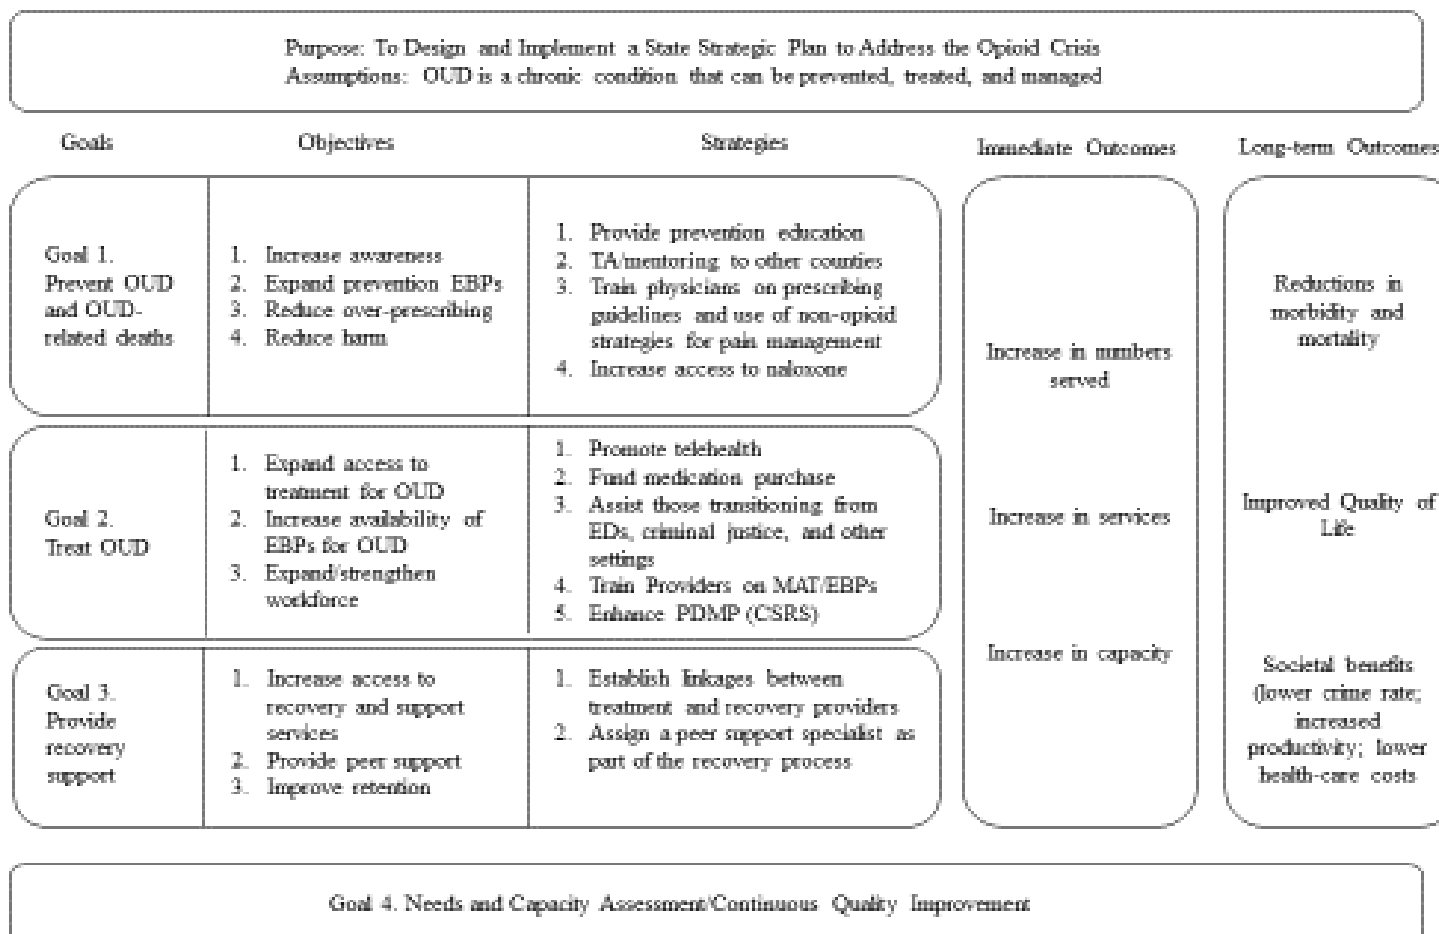 Purpose: To Design and Implement a State Strategic Plan to Address the Opioid Crisis
Assumptions: OUD is a chronic condition that can be prevented, treated, and managed
Goals
Objectives
Strategies
Immediate Outcomes
Long-term Outcomes
Goal 1.
Prevent OUD
and OUD-
related deaths
1. Increase awareness
2. Expand prevention EBPs
3. Reduce over-prescribing
4. Reduce harm
1. Provide prevention education
2. TA/mentoring to other counties
3. Train physicians on prescribing
guidelines and use of non-opioid
strategies for pain management
4. Increase access to naloxone
Goal 2.
Treat OUD
1. Expand access to
treatment for OUD
2. Increase availability of
EBPs for OUD
3. Expand/strengthen
workforce
1. Promote telehealth
2. Fund medication purchase
3. Assist those transitioning from
EDs, criminal justice, and other
settings
4. Train Providers on MAT/EBPs
5. Enhance PDMP (CSRS)
Goal 3.
Provide
recovery
support
1. Increase access to
recovery and support
services
2. Provide peer support
3. Improve retention
1. Establish linkages between
treatment and recovery providers
2. Assign a peer support specialist as
part of the recovery process
Increase in numbers
served
Increase in services
Increase in capacity
Reductions in
morbidity and
mortality
Improved Quality of
Life
Societal benefits
(lower crime rate;
increased
productivity; lower
health-care costs
Goal 4. Needs and Capacity Assessment/Continuous Quality Improvement